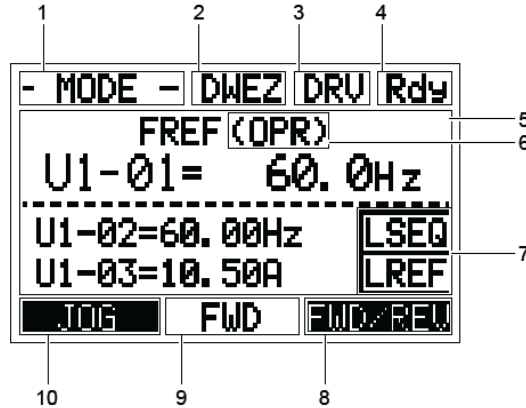 1 2 3 4
- MODE - DWEZ DRV Rdy
5
FREF (OPR)
6
U1-01= 60.0Hz
U1-02=60.00Hz LSEQ
7
U1-03=10.50A LREF
JOG FWD FWD/REV
10 9 8